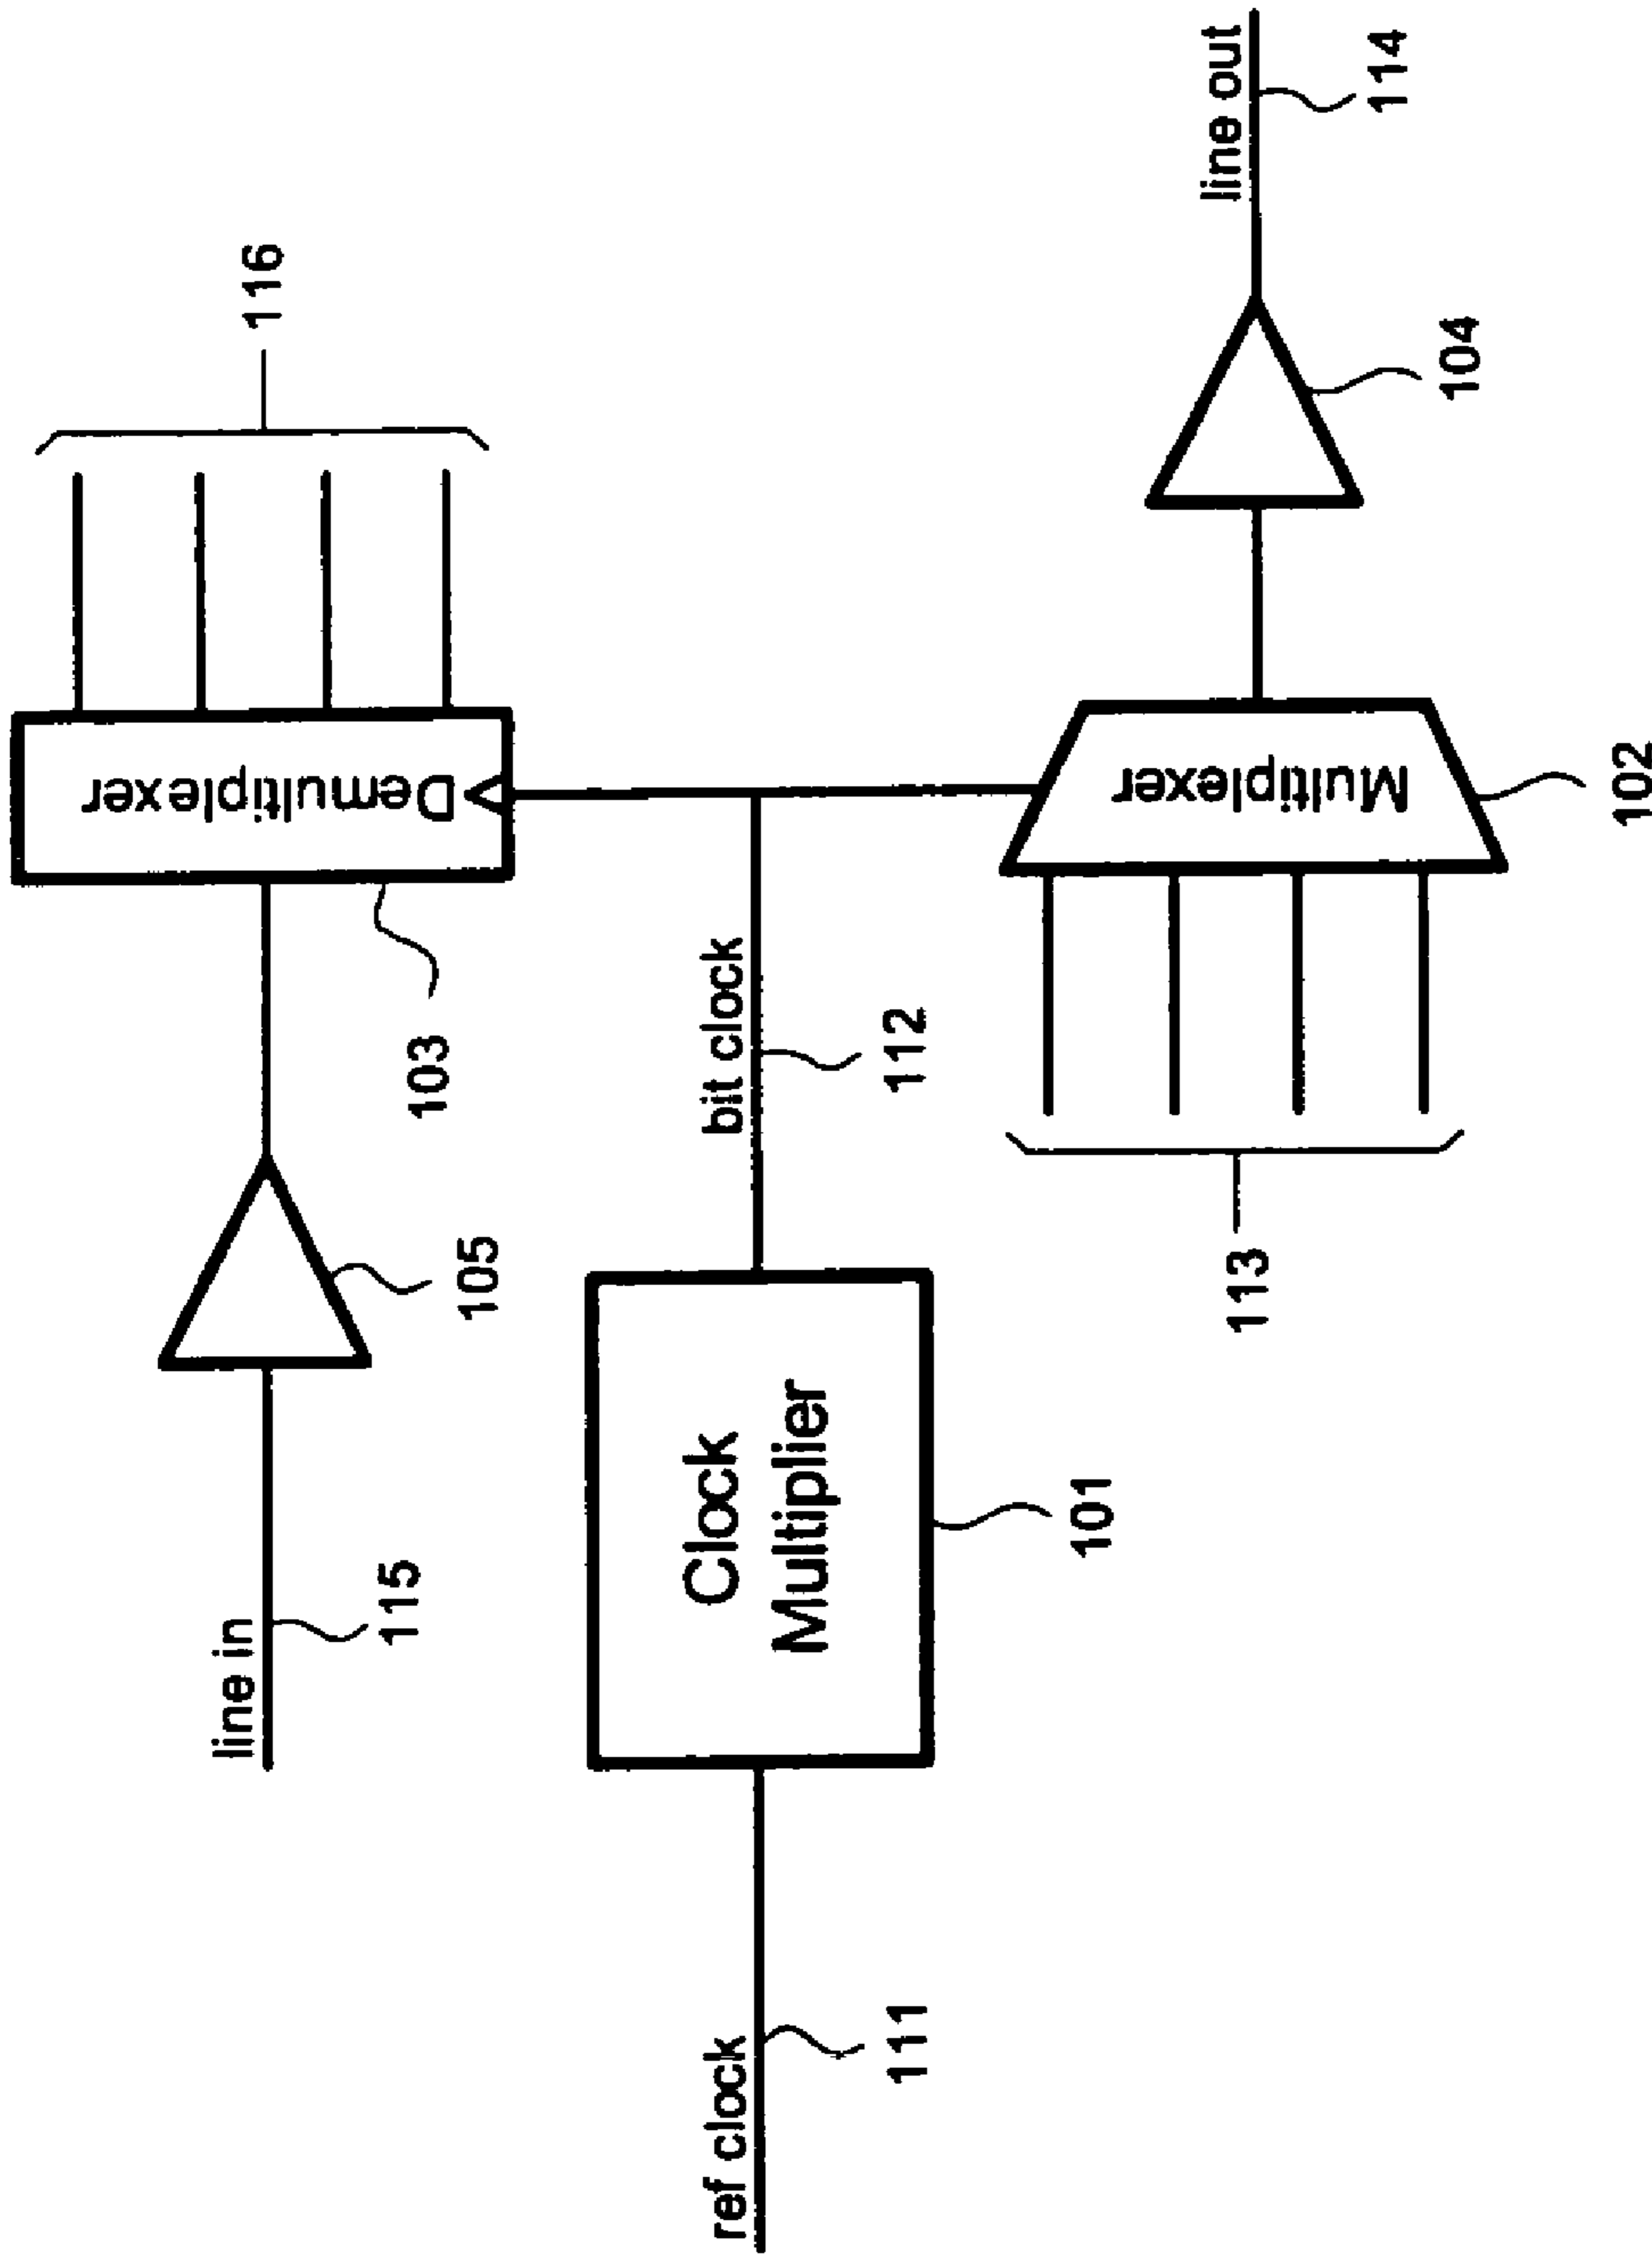 line in
115
105
103
Demultiplexer
116
ref clock
111
Clock
Multiplier
101
bit clock
112
113
Multiplexer
102
104
line out
114